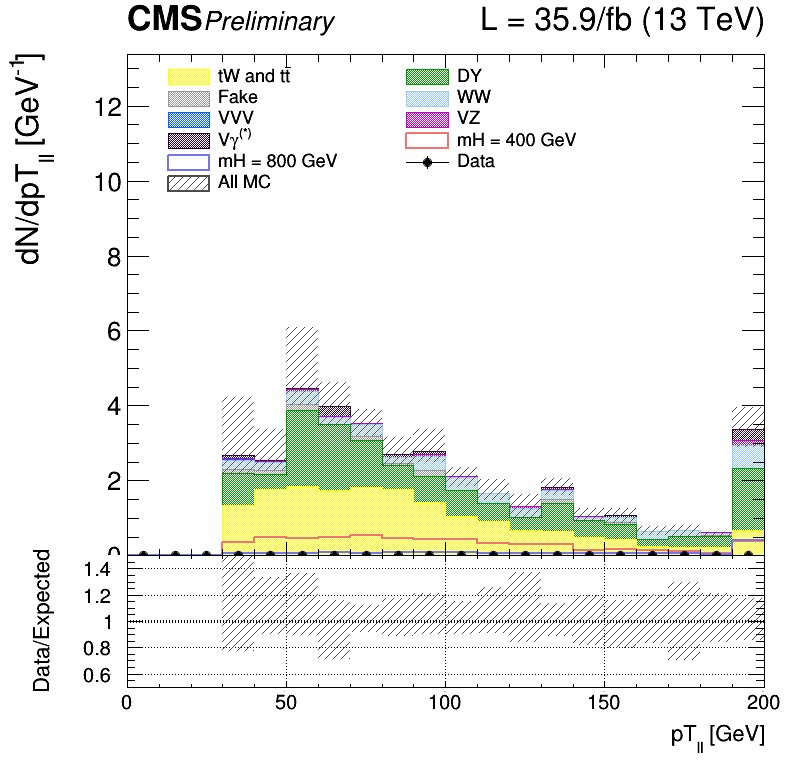 CMS Preliminary L = 35.9/fb (13 TeV)
dN/dpT_ll [GeV^-1]
tW and tt DY
Fake WW
VVV VZ
Vγ(*) mH = 400 GeV
mH = 800 GeV Data
All MC
12
10
8
6
4
2
0
Data/Expected
1.4
1.2
1
0.8
0.6
0 50 100 150 200
pT_ll [GeV]